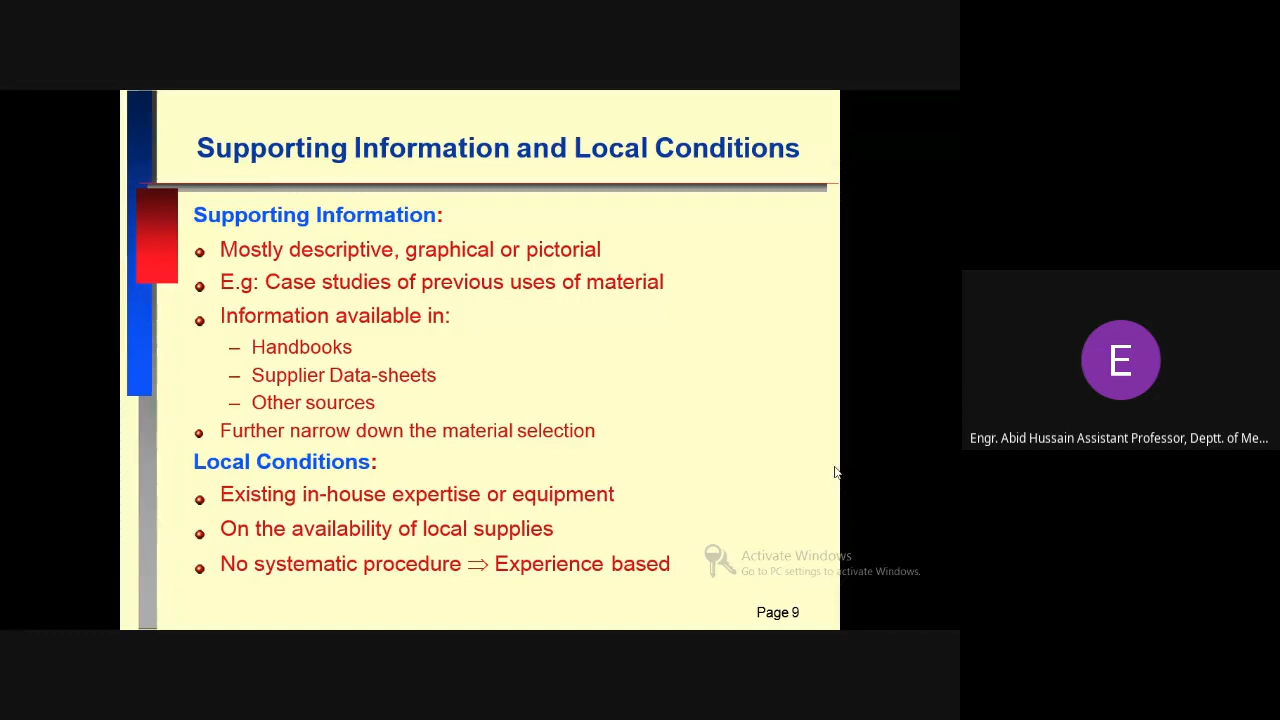 Supporting Information and Local Conditions
Supporting Information:
Mostly descriptive, graphical or pictorial
E.g: Case studies of previous uses of material
Information available in:
– Handbooks
– Supplier Data-sheets
– Other sources
Further narrow down the material selection
Local Conditions:
Existing in-house expertise or equipment
On the availability of local supplies
No systematic procedure ⇒ Experience based
Activate Windows
Go to PC settings to activate Windows.
Page 9
E
Engr. Abid Hussain Assistant Professor, Deptt. of Me...